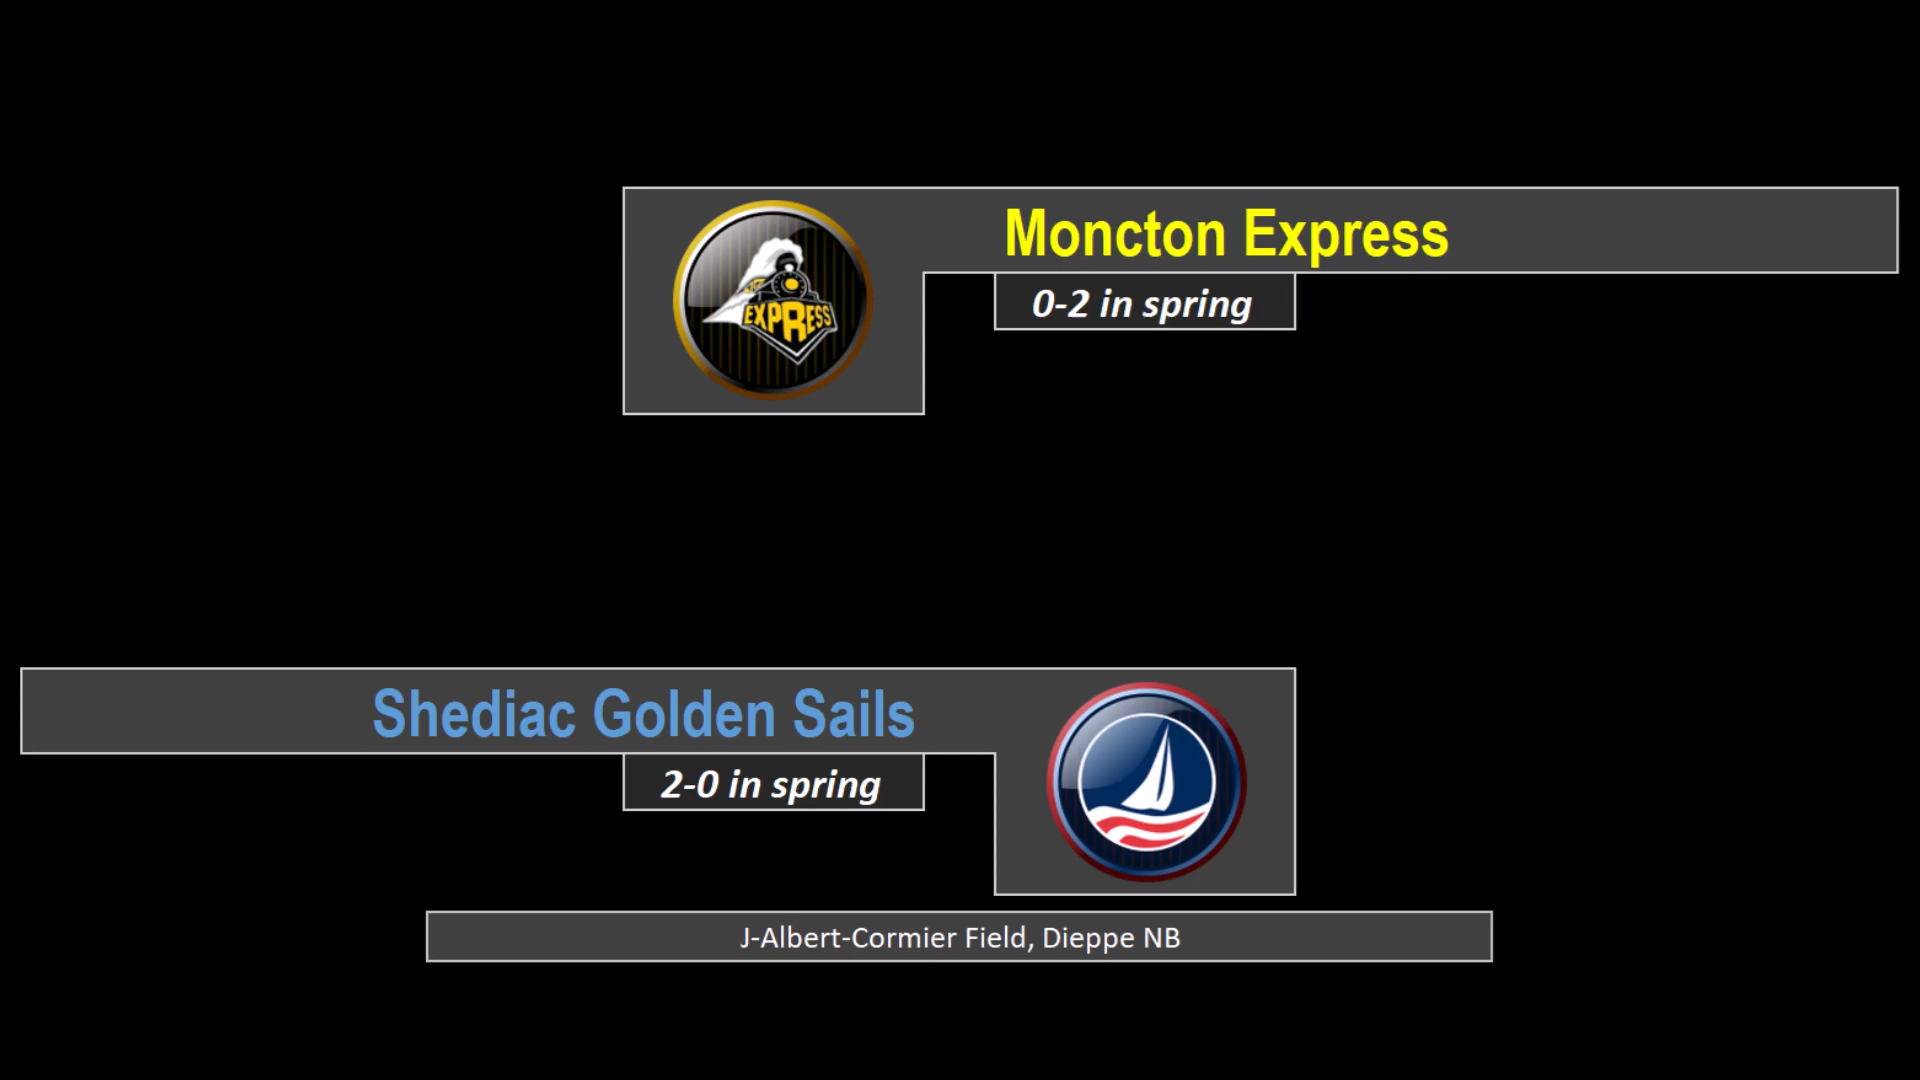 Moncton Express
0-2 in spring
EXPRESS
Shediac Golden Sails
2-0 in spring
J-Albert-Cormier Field, Dieppe NB